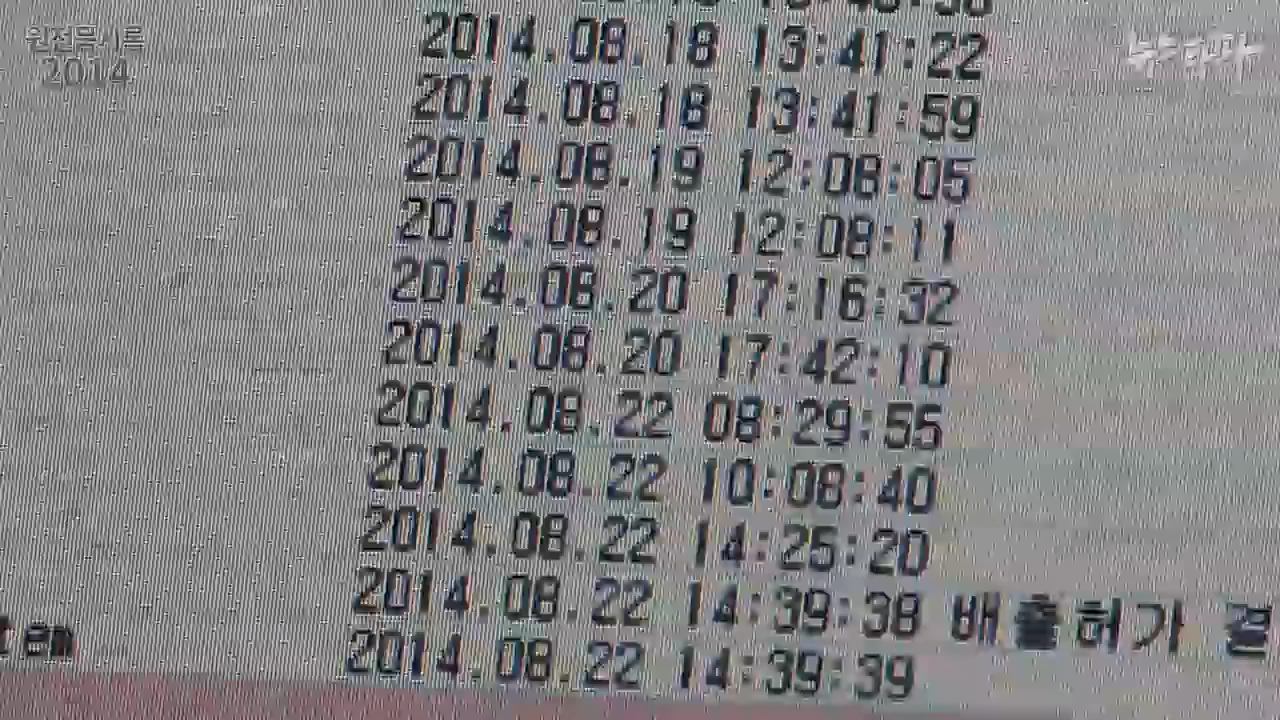 원전묵시록
2014
뉴스타파
2014.08.18 13:41:22
2014.08.18 13:41:59
2014.08.19 12:08:05
2014.08.19 12:08:11
2014.08.20 17:16:32
2014.08.20 17:42:10
2014.08.22 08:29:55
2014.08.22 10:08:40
2014.08.22 14:25:20
2014.08.22 14:39:38 배출허가 결
tem
2014.08.22 14:39:39